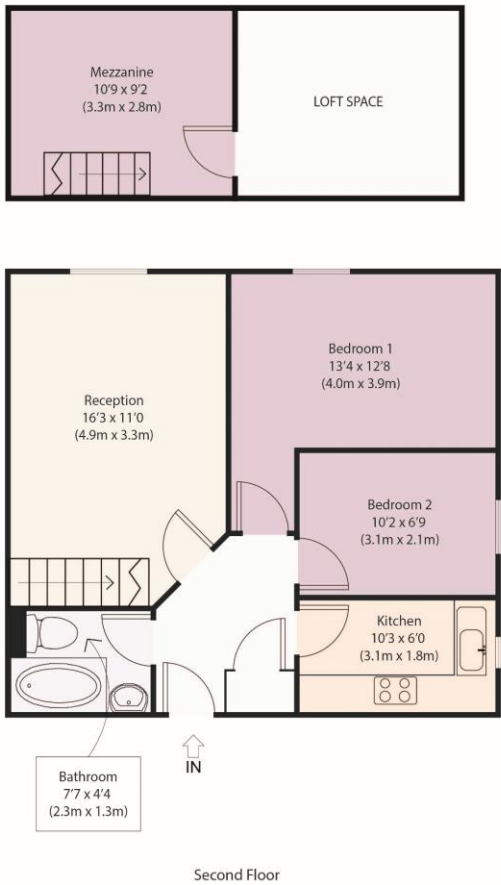 Mezzanine
10'9 x 9'2
(3.3m x 2.8m)
LOFT SPACE
Bedroom 1
13'4 x 12'8
(4.0m x 3.9m)
Reception
16'3 x 11'0
(4.9m x 3.3m)
Bedroom 2
10'2 x 6'9
(3.1m x 2.1m)
Kitchen
10'3 x 6'0
(3.1m x 1.8m)
IN
Bathroom
7'7 x 4'4
(2.3m x 1.3m)
Second Floor